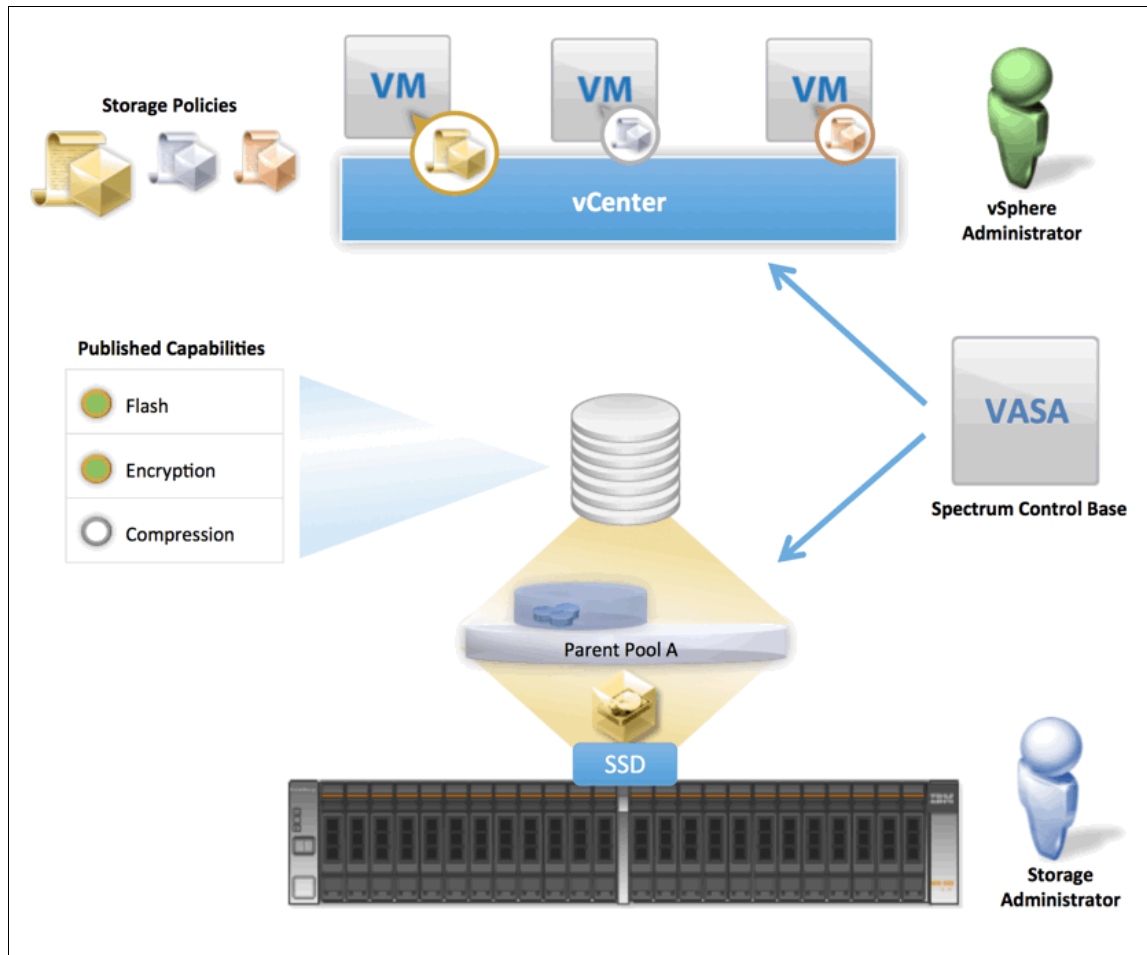 Storage Policies
VM
VM
VM
vCenter
vSphere
Administrator
Published Capabilities
Flash
Encryption
Compression
VASA
Spectrum Control Base
Parent Pool A
SSD
Storage
Administrator